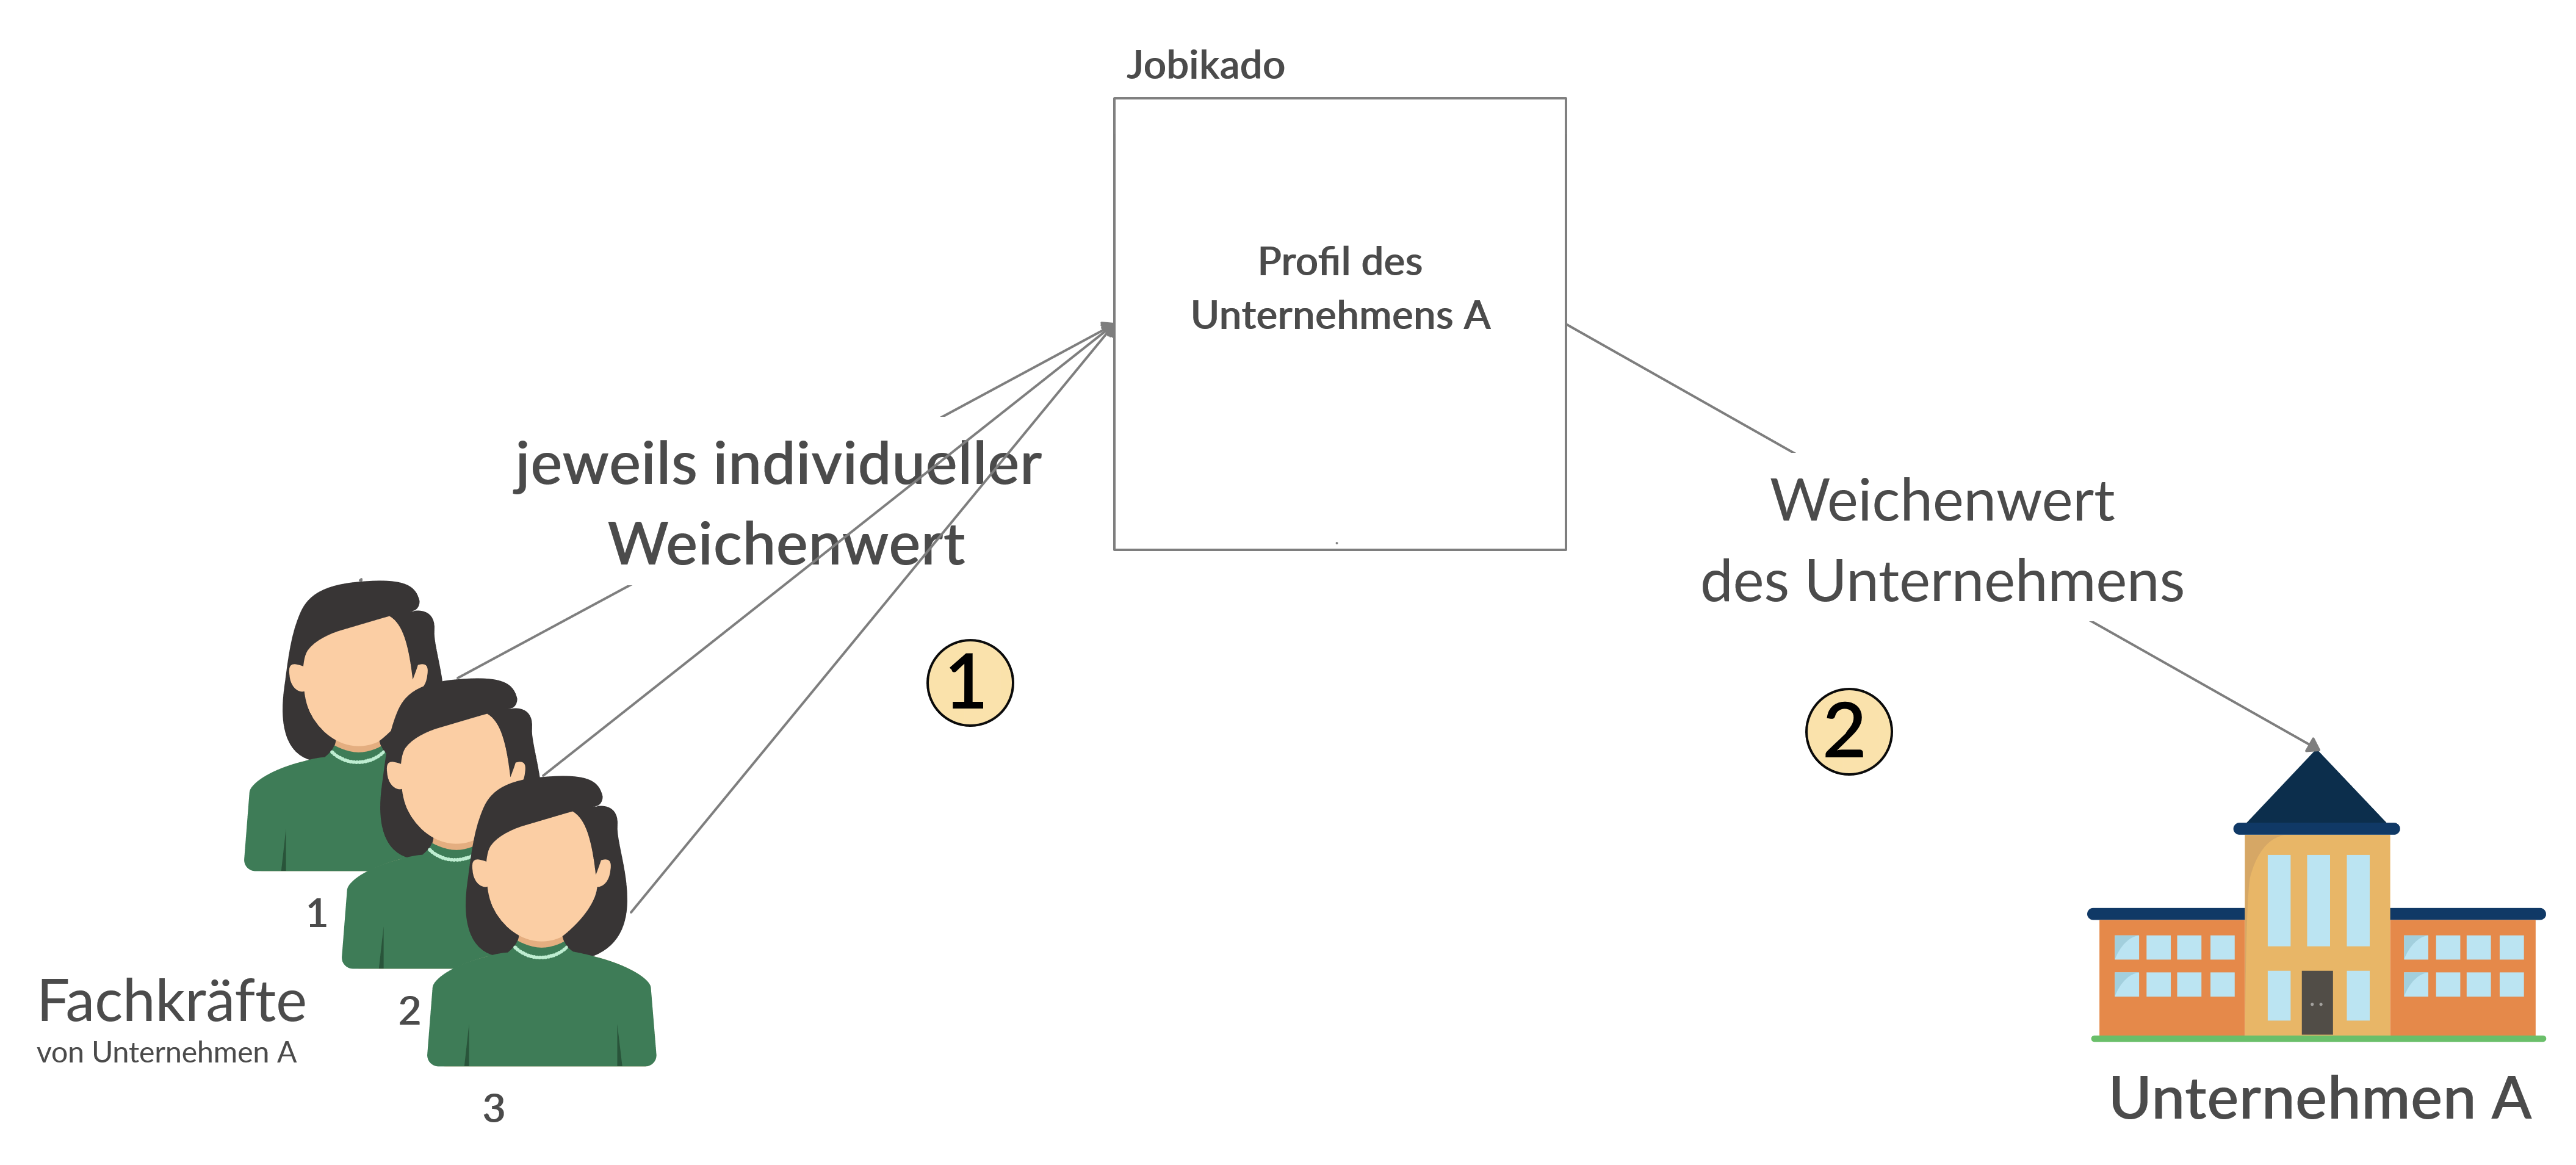 Jobikado
Profil des
Unternehmens A
jeweils individueller
Weichenwert
Weichenwert
des Unternehmens
1
2
1
Fachkräfte
2
von Unternehmen A
3
Unternehmen A